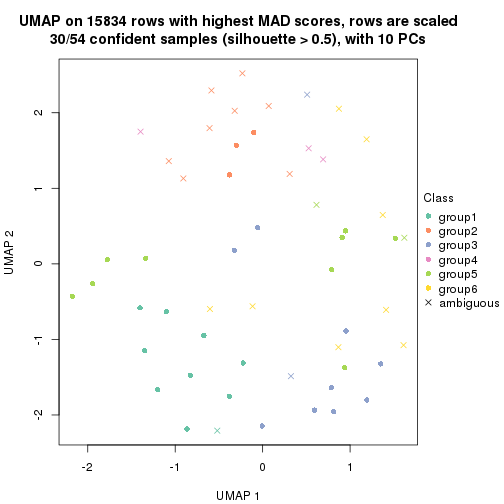 UMAP on 15834 rows with highest MAD scores, rows are scaled
30/54 confident samples (silhouette > 0.5), with 10 PCs
Class
group1
group2
group3
group4
group5
group6
ambiguous
UMAP 2
2
1
0
-1
-2
-2
-1
0
1
UMAP 1